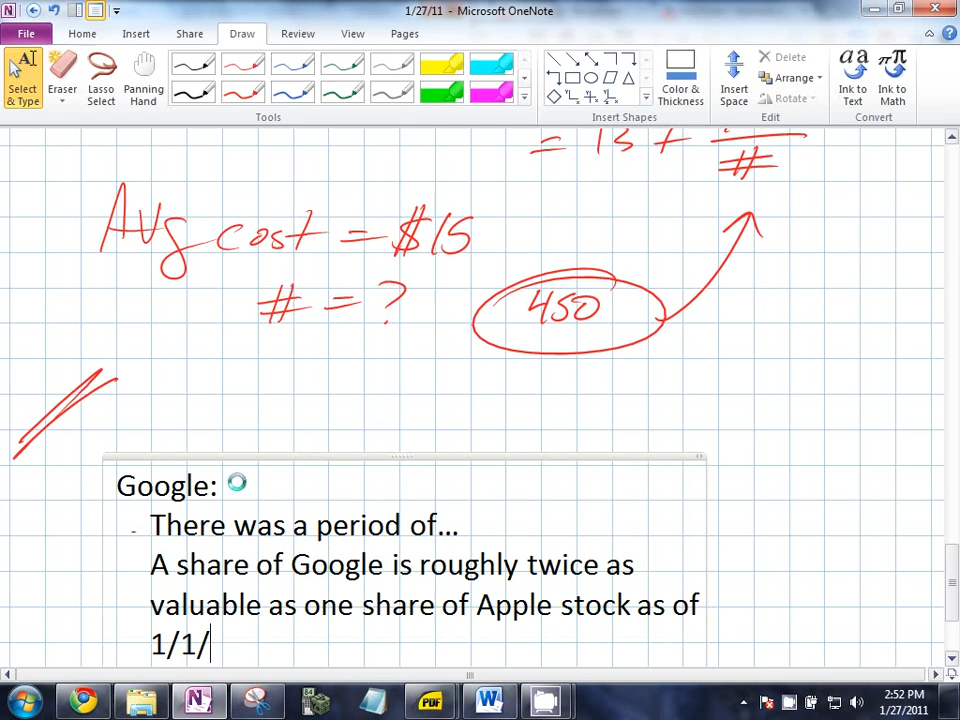 1/27/11 - Microsoft OneNote
File Home Insert Share Draw Review View Pages
Select & Type
Eraser
Lasso Select
Panning Hand
Color & Thickness
Insert Space
Delete
Arrange
Rotate
Ink to Text
Ink to Math
Tools Insert Shapes Edit Convert
= 15 +
#
Avg cost = $15
# = ?
450
Google:
- There was a period of...
A share of Google is roughly twice as
valuable as one share of Apple stock as of
1/1/
PDF
2:52 PM
1/27/2011